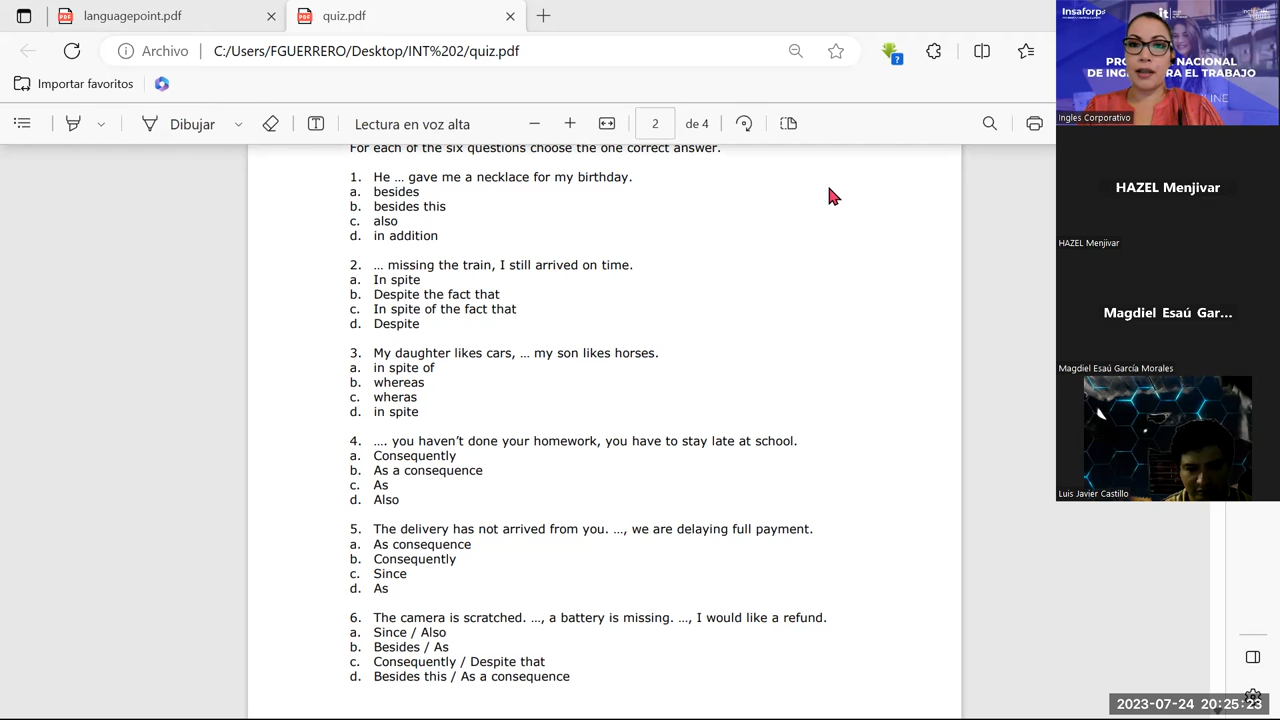 languagepoint.pdf
quiz.pdf
Archivo
C:/Users/FGUERRERO/Desktop/INT%202/quiz.pdf
Importar favoritos
Dibujar
Lectura en voz alta
2
de 4
For each of the six questions choose the one correct answer.
1. He ... gave me a necklace for my birthday.
a. besides
b. besides this
c. also
d. in addition
2. ... missing the train, I still arrived on time.
a. In spite
b. Despite the fact that
c. In spite of the fact that
d. Despite
3. My daughter likes cars, ... my son likes horses.
a. in spite of
b. whereas
c. wheras
d. in spite
4. .... you haven't done your homework, you have to stay late at school.
a. Consequently
b. As a consequence
c. As
d. Also
5. The delivery has not arrived from you. ..., we are delaying full payment.
a. As consequence
b. Consequently
c. Since
d. As
6. The camera is scratched. ..., a battery is missing. ..., I would like a refund.
a. Since / Also
b. Besides / As
c. Consequently / Despite that
d. Besides this / As a consequence
Insaforp
it
NACIONAL
DE ING
RA EL TRABAJO
INE
Ingles Corporativo
HAZEL Menjivar
HAZEL Menjivar
Magdiel Esaú Gar...
Magdiel Esaú García Morales
Luis Javier Castillo
2023-07-24 20:25:23